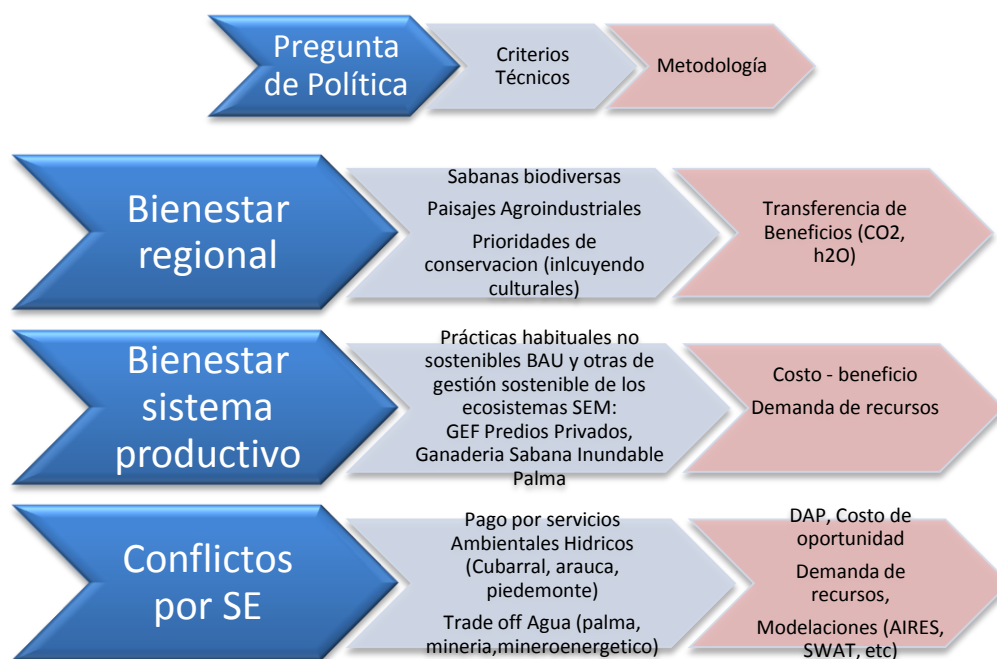 Pregunta
de Política
Criterios
Técnicos
Metodología
Bienestar
regional
Sabanas biodiversas
Paisajes Agroindustriales
Prioridades de
conservacion (inlcuyendo
culturales)
Transferencia de
Beneficios (CO2,
h2O)
Bienestar
sistema
productivo
Prácticas habituales no
sostenibles BAU y otras de
gestión sostenible de los
ecosistemas SEM:
GEF Predios Privados,
Ganaderia Sabana Inundable
Palma
Costo - beneficio
Demanda de recursos
Conflictos
por SE
Pago por servicios
Ambientales Hidricos
(Cubarral, arauca,
piedemonte)
Trade off Agua (palma,
mineria,mineroenergetico)
DAP, Costo de
oportunidad
Demanda de
recursos,
Modelaciones (AIRES,
SWAT, etc)